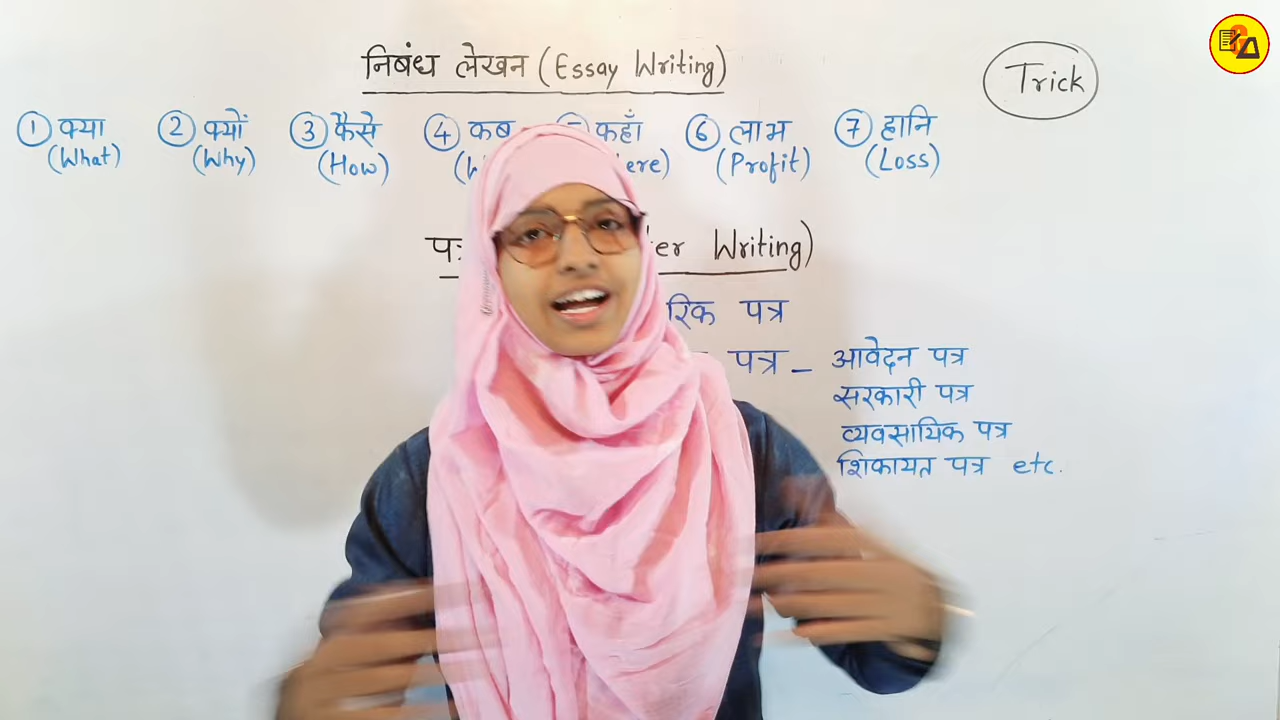 निबंध लेखन (Essay Writing)
Trick
① क्या ② क्यों ③ कैसे ④ कब कहाँ ⑥ लाभ ⑦ हानि
(What) (Why) (How) (Profit) (Loss)
Writing)
पत्र
पत्र - आवेदन पत्र
सरकारी पत्र
व्यवसायिक पत्र
शिकायत पत्र etc.